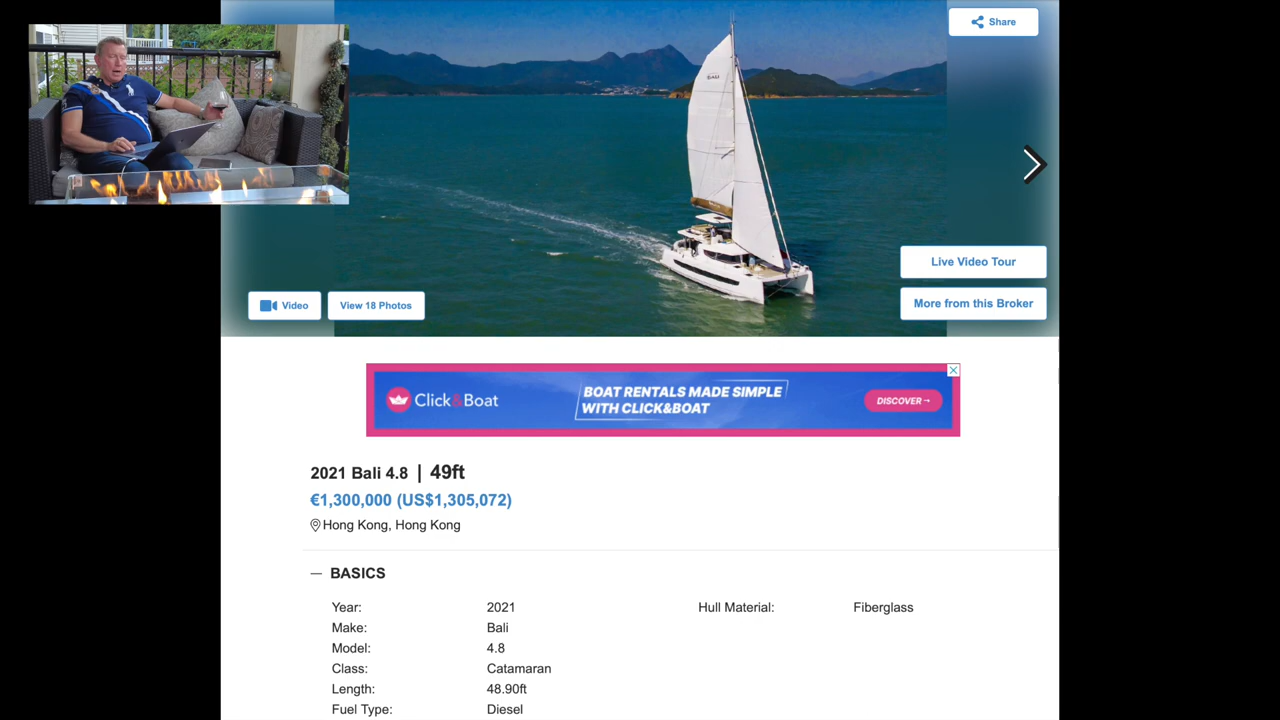 Share
BALI
Live Video Tour
More from this Broker
Video
View 18 Photos
Click&Boat
BOAT RENTALS MADE SIMPLE
WITH CLICK&BOAT
DISCOVER →
2021 Bali 4.8 | 49ft
€1,300,000 (US$1,305,072)
Hong Kong, Hong Kong
— BASICS
Year: 2021 Hull Material: Fiberglass
Make: Bali
Model: 4.8
Class: Catamaran
Length: 48.90ft
Fuel Type: Diesel